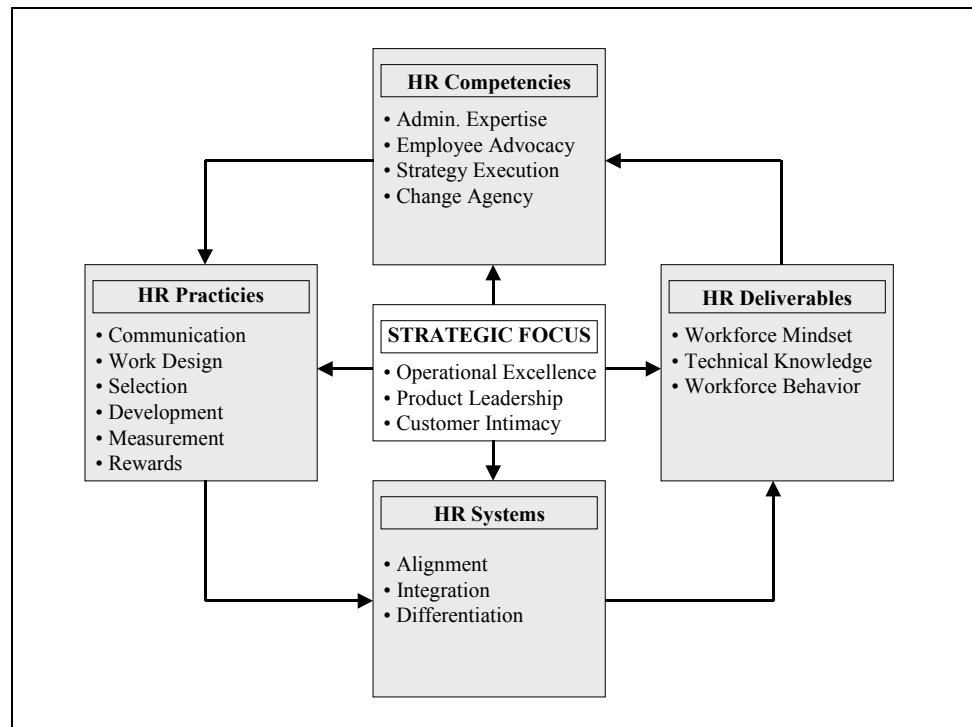 HR Competencies
• Admin. Expertise
• Employee Advocacy
• Strategy Execution
• Change Agency
HR Practicies
• Communication
• Work Design
• Selection
• Development
• Measurement
• Rewards
STRATEGIC FOCUS
• Operational Excellence
• Product Leadership
• Customer Intimacy
HR Deliverables
• Workforce Mindset
• Technical Knowledge
• Workforce Behavior
HR Systems
• Alignment
• Integration
• Differentiation